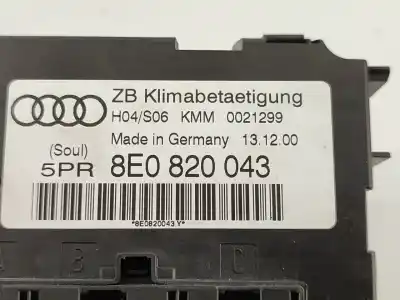 ZB Klimabetaetigung
H04/S06 KMM 0021299
Made in Germany 13.12.00
(Soul)
5PR 8E0 820 043
*8E0820043 Y*
A B D